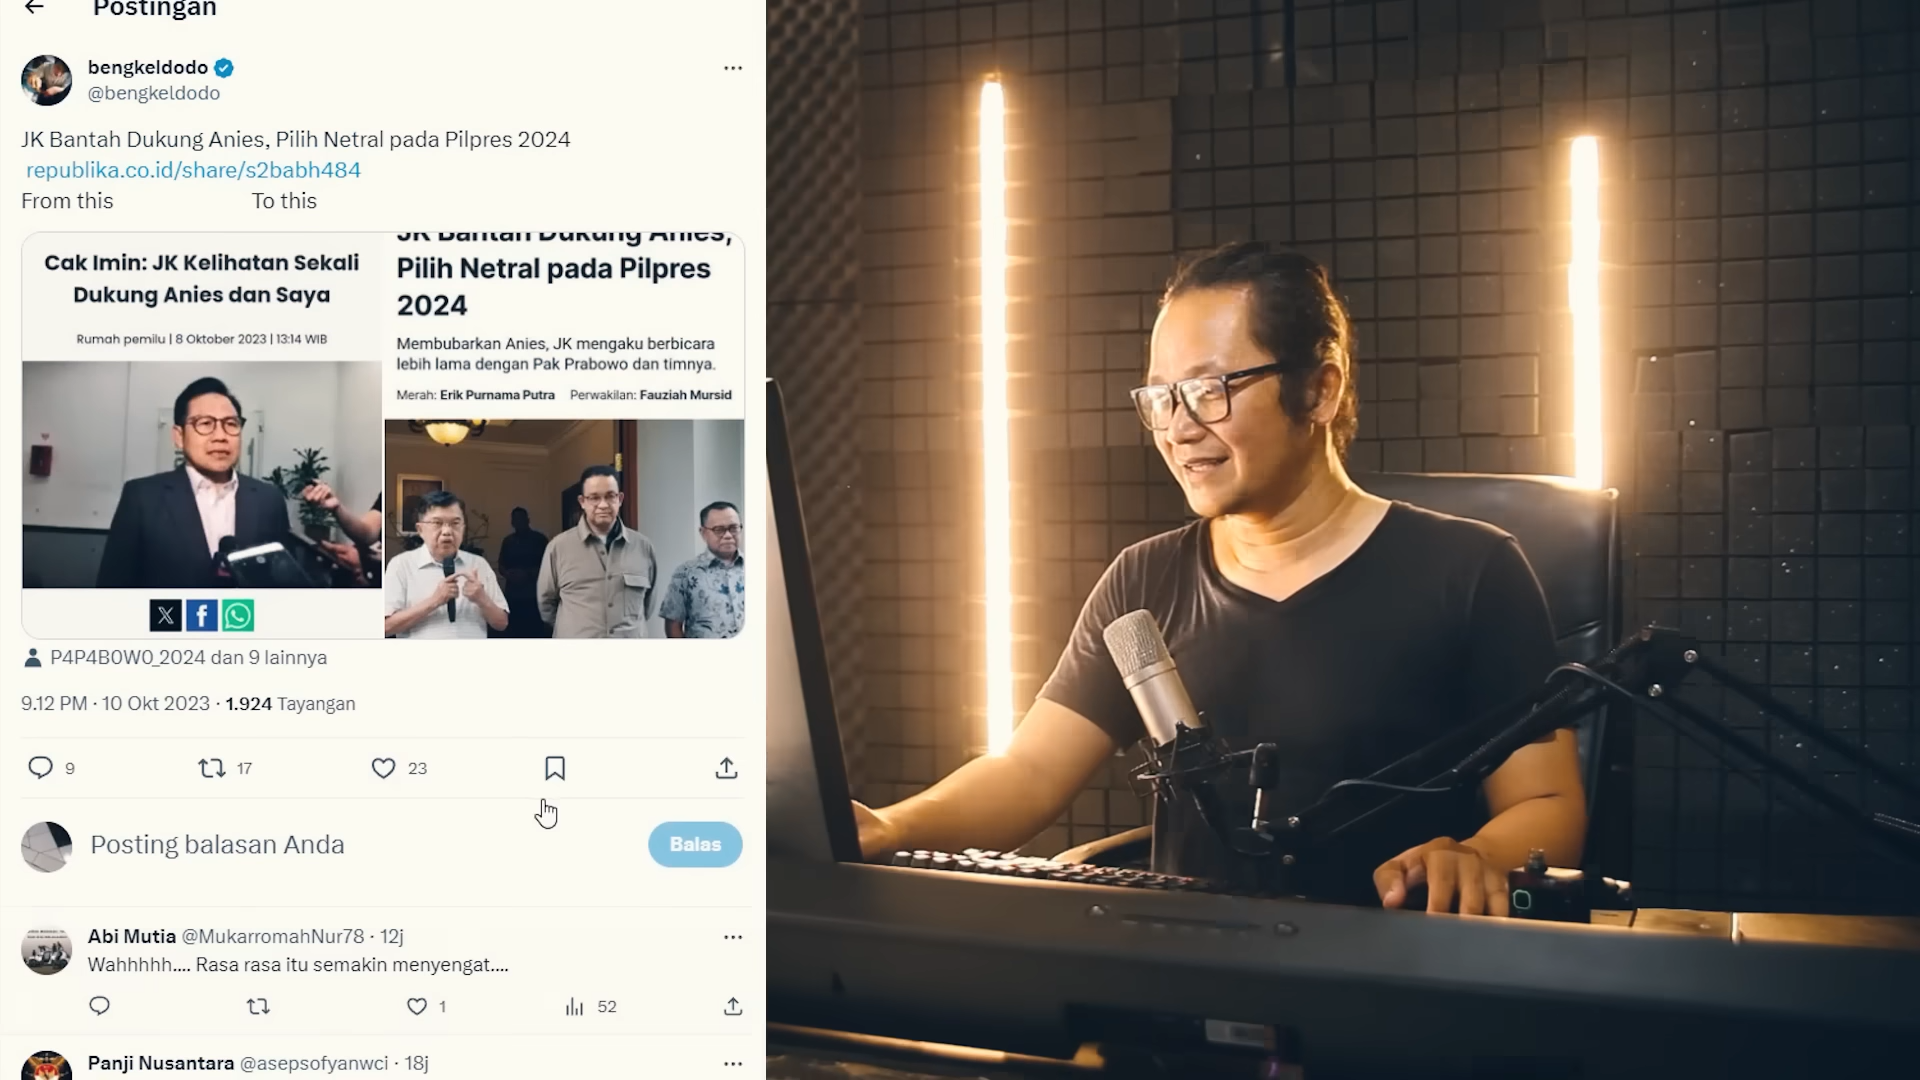 Postingan
bengkeldodo
@bengkeldodo
JK Bantah Dukung Anies, Pilih Netral pada Pilpres 2024
republika.co.id/share/s2babh484
From this To this
Cak Imin: JK Kelihatan Sekali
Dukung Anies dan Saya
Rumah pemilu | 8 Oktober 2023 | 13:14 WIB
JK Bantah Dukung Anies,
Pilih Netral pada Pilpres
2024
Membubarkan Anies, JK mengaku berbicara
lebih lama dengan Pak Prabowo dan timnya.
Merah: Erik Purnama Putra Perwakilan: Fauziah Mursid
P4P4B0W0_2024 dan 9 lainnya
9.12 PM · 10 Okt 2023 · 1.924 Tayangan
9 17 23
Posting balasan Anda
Balas
Abi Mutia @MukarromahNur78 · 12j
Wahhhhh.... Rasa rasa itu semakin menyengat....
1 52
Panji Nusantara @asepsofyanwci · 18j